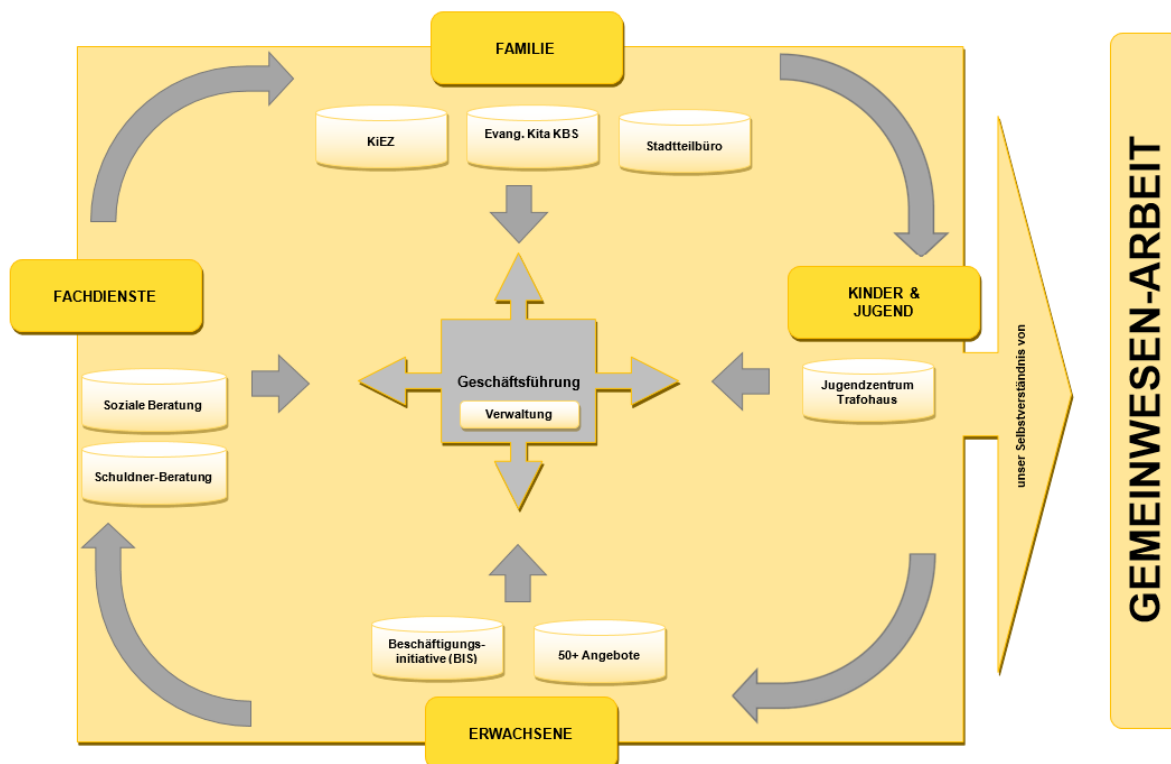 FAMILIE
KiEZ
Evang. Kita KBS
Stadtteilbüro
FACHDIENSTE
KINDER &
JUGEND
Soziale Beratung
Schuldner-Beratung
Geschäftsführung
Verwaltung
Jugendzentrum
Trafohaus
Beschäftigungs-
initiative (BIS)
50+ Angebote
ERWACHSENE
unser Selbstverständnis von
GEMEINWESEN-ARBEIT